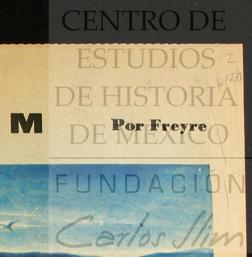 CENTRO DE
ESTUDIOS
DE HISTORIA
DE MÉXICO
M
Por Freyre
FUNDACIÓN
Carlos Slim